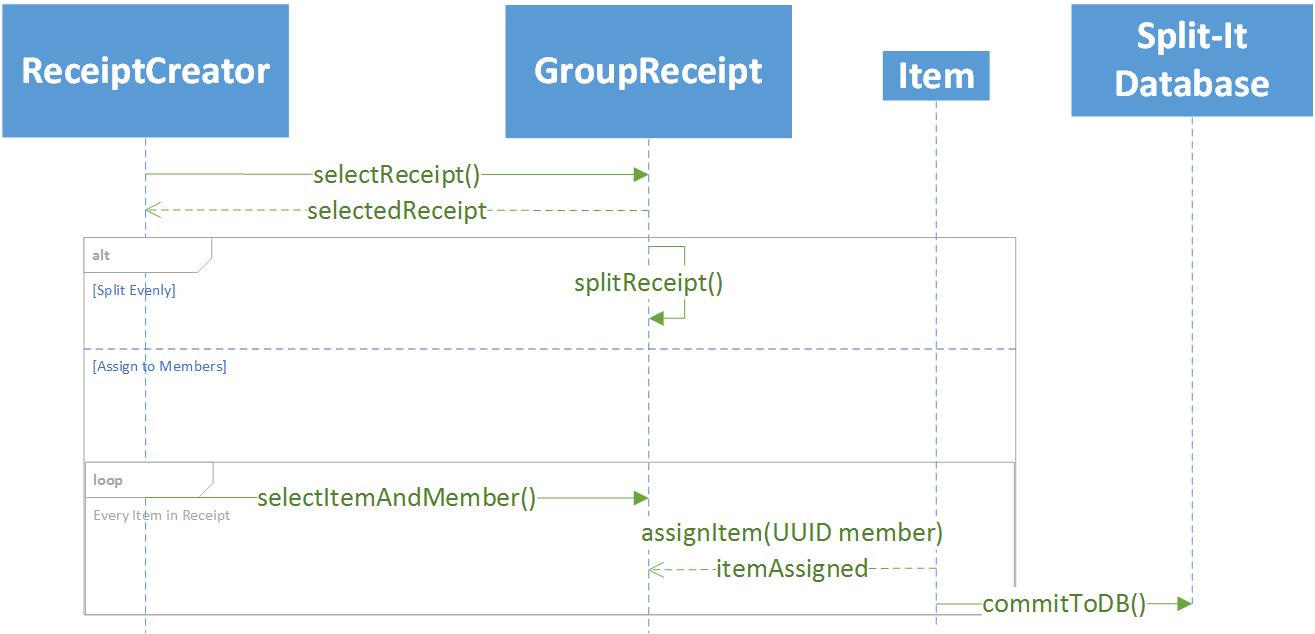 ReceiptCreator
GroupReceipt
Item
Split-It
Database
selectReceipt()
selectedReceipt
alt
[Split Evenly]
splitReceipt()
[Assign to Members]
loop
selectItemAndMember()
Every Item in Receipt
assignItem(UUID member)
itemAssigned
commitToDB()